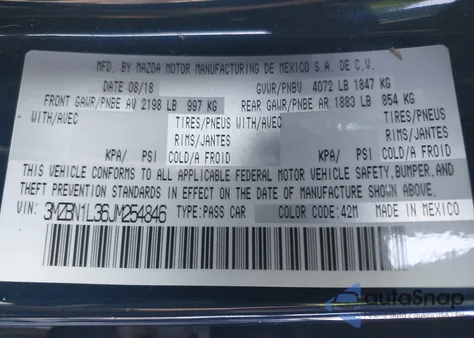 MFD. BY MAZDA MOTOR MANUFACTURING DE MEXICO S.A. DE C.V.
DATE 08/18 GVWR/PNBV 4072 LB 1847 KG
FRONT GAWR/PNBE AV 2198 LB 997 KG REAR GAWR/PNBE AR 1883 LB 854 KG
WITH/AVEC TIRES/PNEUS WITH/AVEC TIRES/PNEUS
RIMS/JANTES RIMS/JANTES
KPA/ PSI COLD/A FROID KPA/ PSI COLD/A FROID
THIS VEHICLE CONFORMS TO ALL APPLICABLE FEDERAL MOTOR VEHICLE SAFETY, BUMPER, AND
THEFT PREVENTION STANDARDS IN EFFECT ON THE DATE OF MANUFACTURE SHOWN ABOVE.
VIN: 3MZBN1L36JM254846 TYPE: PASS CAR COLOR CODE: 42M MADE IN MEXICO
autoSnap